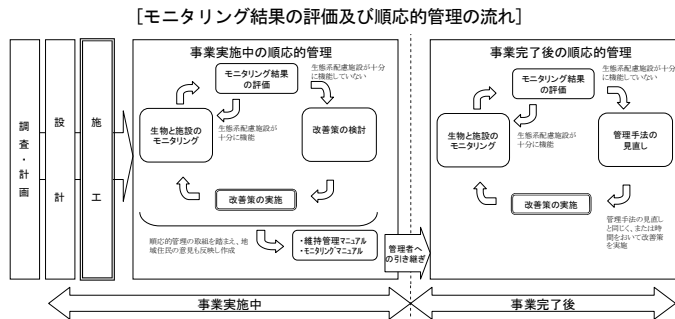 [モニタリング結果の評価及び順応的管理の流れ]
調査・計画
設計
施工
事業実施中の順応的管理
モニタリング結果
の評価
生態系配慮施設が十分
に機能していない
生物と施設の
モニタリング
生態系配慮施設が
十分に機能
改善策の検討
改善策の実施
順応的管理の取組を踏まえ、地
域住民の意見も反映し作成
・維持管理マニュアル
・モニタリングマニュアル
管理者へ
の引き継ぎ
事業完了後の順応的管理
モニタリング結果
の評価
生態系配慮施設が十分
に機能していない
生物と施設の
モニタリング
生態系配慮施設が
十分に機能
管理手法の
見直し
改善策の実施
管理手法の見直し
と同じく、または時
間をおいて改善策
を実施
事業実施中
事業完了後